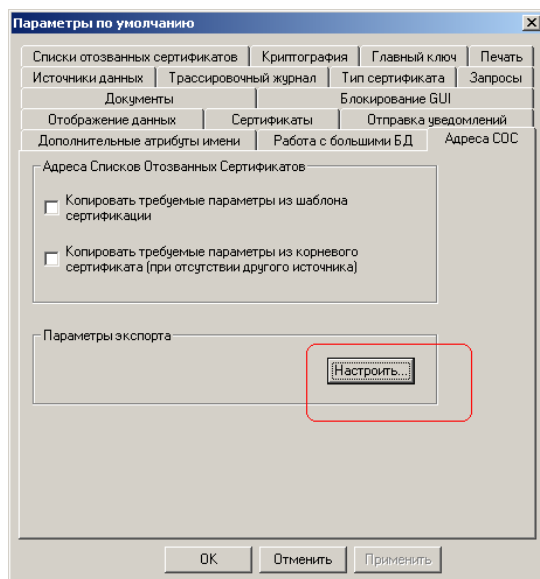 Параметры по умолчанию
Списки отозванных сертификатов Криптография Главный ключ Печать
Источники данных Трассировочный журнал Тип сертификата Запросы
Документы Блокирование GUI
Отображение данных Сертификаты Отправка уведомлений
Дополнительные атрибуты имени Работа с большими БД Адреса СОС
Адреса Списков Отозванных Сертификатов
Копировать требуемые параметры из шаблона
сертификации
Копировать требуемые параметры из корневого
сертификата (при отсутствии другого источника)
Параметры экспорта
Настроить...
OK Отменить Применить